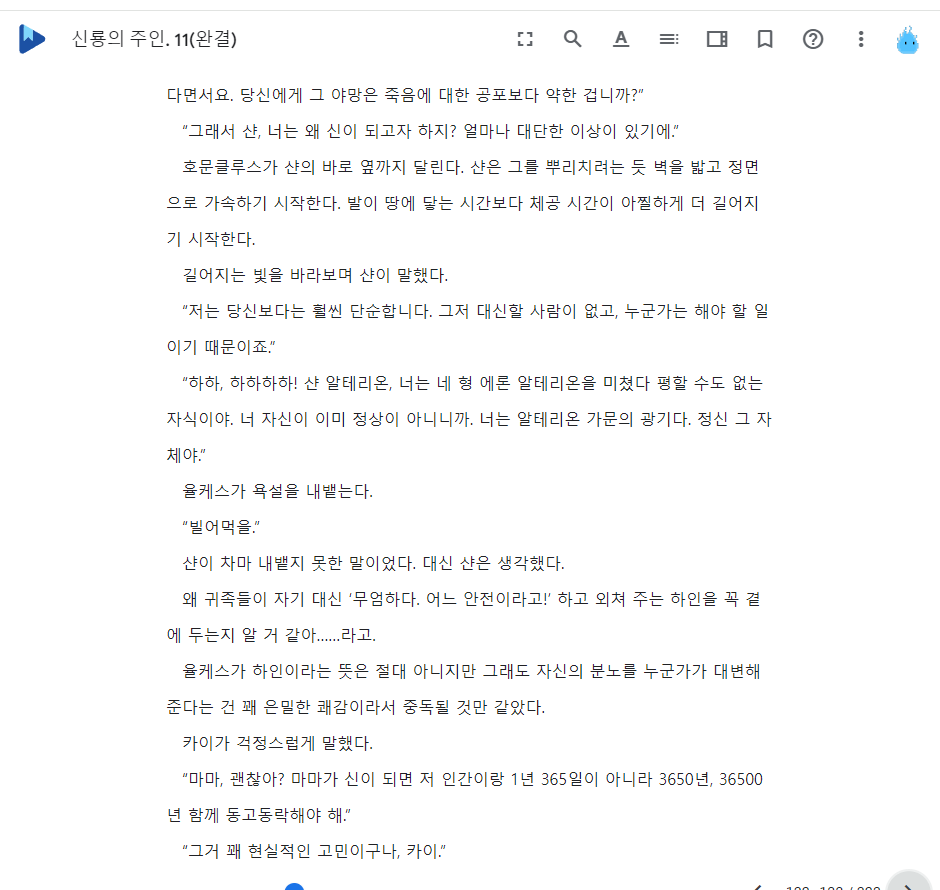 신룡의 주인. 11(완결)
다면서요. 당신에게 그 야망은 죽음에 대한 공포보다 약한 겁니까?”
“그래서 샨, 너는 왜 신이 되고자 하지? 얼마나 대단한 이상이 있기에.”
호문클루스가 샨의 바로 옆까지 달린다. 샨은 그를 뿌리치려는 듯 벽을 밟고 정면
으로 가속하기 시작한다. 발이 땅에 닿는 시간보다 체공 시간이 아찔하게 더 길어지
기 시작한다.
길어지는 빛을 바라보며 샨이 말했다.
“저는 당신보다는 훨씬 단순합니다. 그저 대신할 사람이 없고, 누군가는 해야 할 일
이기 때문이죠.”
“하하, 하하하하! 샨 알테리온, 너는 네 형 에론 알테리온을 미쳤다 평할 수도 없는
자식이야. 너 자신이 이미 정상이 아니니까. 너는 알테리온 가문의 광기다. 정신 그 자
체야.”
율케스가 욕설을 내뱉는다.
“빌어먹을.”
샨이 차마 내뱉지 못한 말이었다. 대신 샨은 생각했다.
왜 귀족들이 자기 대신 ‘무엄하다. 어느 안전이라고!’ 하고 외쳐 주는 하인을 꼭 곁
에 두는지 알 거 같아……라고.
율케스가 하인이라는 뜻은 절대 아니지만 그래도 자신의 분노를 누군가가 대변해
준다는 건 꽤 은밀한 쾌감이라서 중독될 것만 같았다.
카이가 걱정스럽게 말했다.
“마마, 괜찮아? 마마가 신이 되면 저 인간이랑 1년 365일이 아니라 3650년, 36500
년 함께 동고동락해야 해.”
“그거 꽤 현실적인 고민이구나, 카이.”